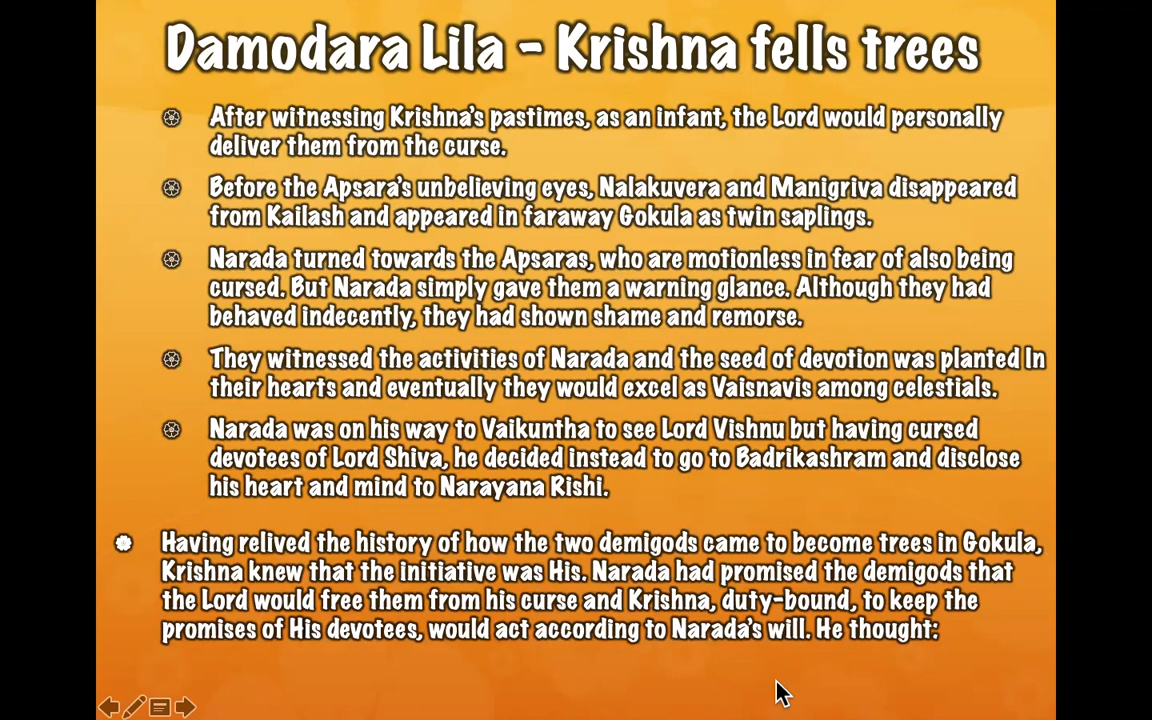 Damodara Lila - Krishna fells trees
After witnessing Krishna's pastimes, as an infant, the Lord would personally
deliver them from the curse.
Before the Apsara's unbelieving eyes, Nalakuvera and Manigriva disappeared
from Kailash and appeared in faraway Gokula as twin saplings.
Narada turned towards the Apsaras, who are motionless in fear of also being
cursed. But Narada simply gave them a warning glance. Although they had
behaved indecently, they had shown shame and remorse.
They witnessed the activities of Narada and the seed of devotion was planted In
their hearts and eventually they would excel as Vaisnavis among celestials.
Narada was on his way to Vaikuntha to see Lord Vishnu but having cursed
devotees of Lord Shiva, he decided instead to go to Badrikashram and disclose
his heart and mind to Narayana Rishi.
Having relived the history of how the two demigods came to become trees in Gokula,
Krishna knew that the initiative was His. Narada had promised the demigods that
the Lord would free them from his curse and Krishna, duty-bound, to keep the
promises of His devotees, would act according to Narada's will. He thought: